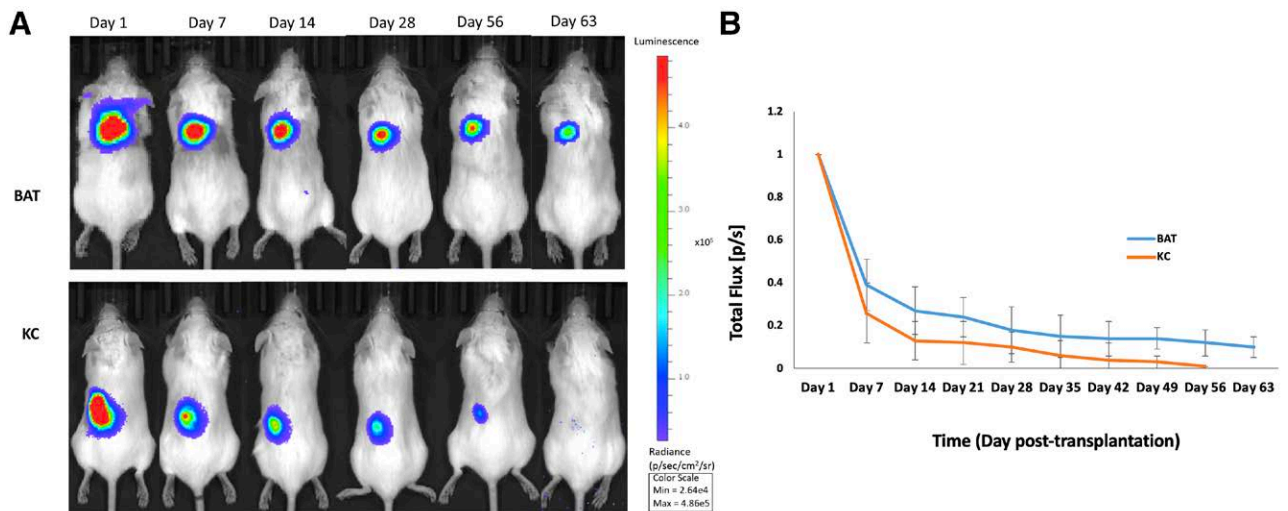 A
Day 1 Day 7 Day 14 Day 28 Day 56 Day 63
BAT
KC
Luminescence
4.0
3.0
x10⁵
2.0
1.0
Radiance
(p/sec/cm²/sr)
Color Scale
Min = 2.64e4
Max = 4.86e5
B
Total Flux [p/s]
1.2
1
0.8
0.6
0.4
0.2
0
BAT
KC
Day 1 Day 7 Day 14 Day 21 Day 28 Day 35 Day 42 Day 49 Day 56 Day 63
Time (Day post-transplantation)